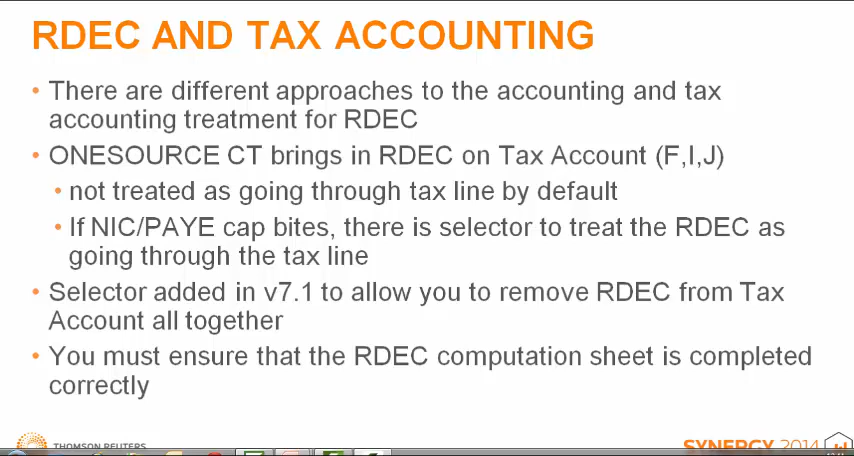 RDEC AND TAX ACCOUNTING
• There are different approaches to the accounting and tax
accounting treatment for RDEC
• ONESOURCE CT brings in RDEC on Tax Account (F,I,J)
• not treated as going through tax line by default
• If NIC/PAYE cap bites, there is selector to treat the RDEC as
going through the tax line
• Selector added in v7.1 to allow you to remove RDEC from Tax
Account all together
• You must ensure that the RDEC computation sheet is completed
correctly
THOMSON REUTERS
SYNERGY 2014